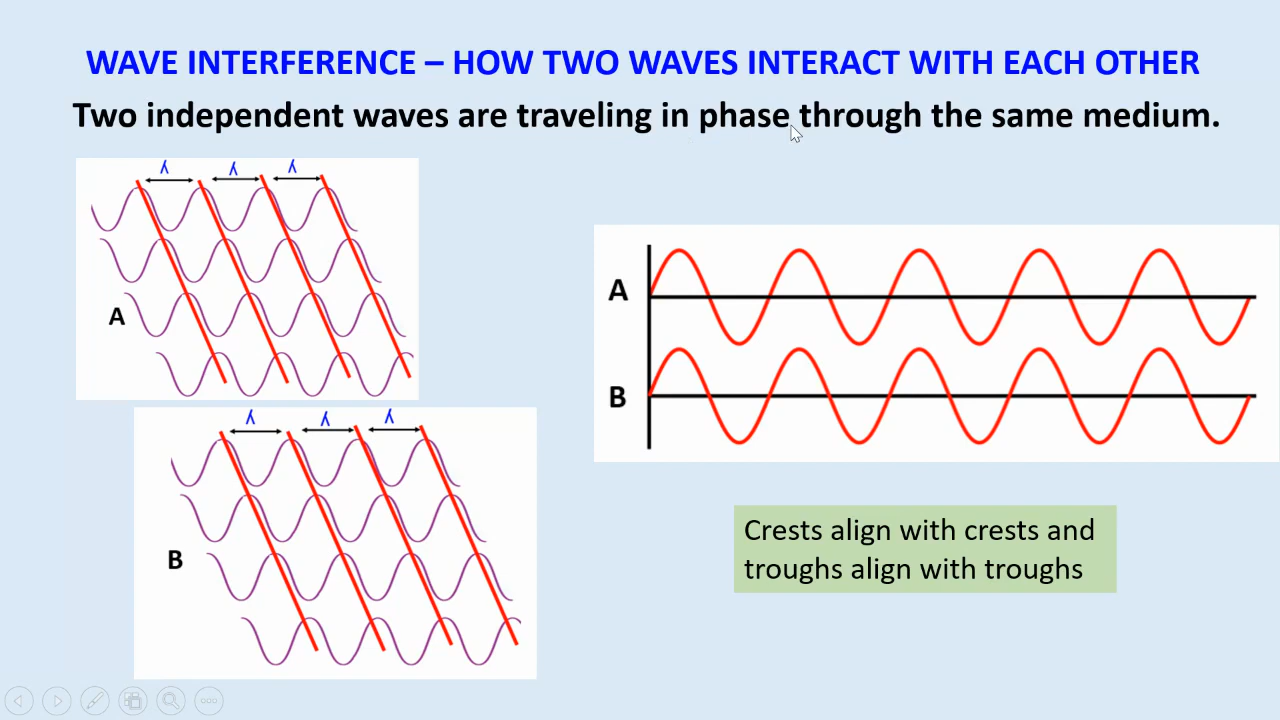 WAVE INTERFERENCE – HOW TWO WAVES INTERACT WITH EACH OTHER
Two independent waves are traveling in phase through the same medium.
λ λ λ
A
λ λ λ
B
A
B
Crests align with crests and
troughs align with troughs